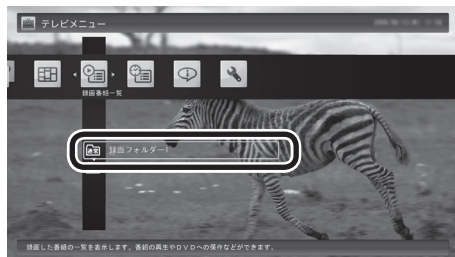 テレビメニュー
録画番組一覧
録画フォルダー1
録画した番組の一覧を表示します。番組の再生やDVDへの保存などができます。